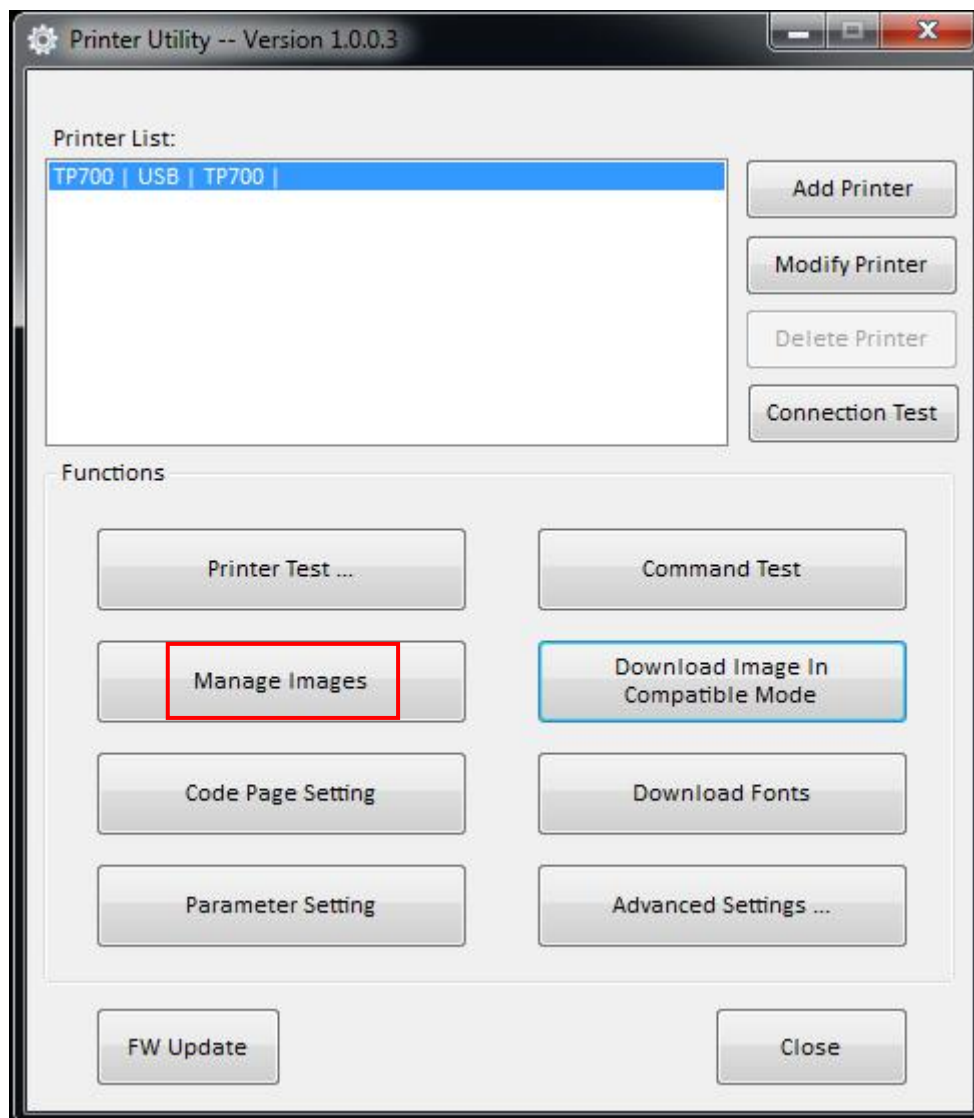 Printer Utility -- Version 1.0.0.3
Printer List:
TP700 | USB | TP700 |
Add Printer
Modify Printer
Delete Printer
Connection Test
Functions
Printer Test ...
Command Test
Manage Images
Download Image In
Compatible Mode
Code Page Setting
Download Fonts
Parameter Setting
Advanced Settings ...
FW Update
Close